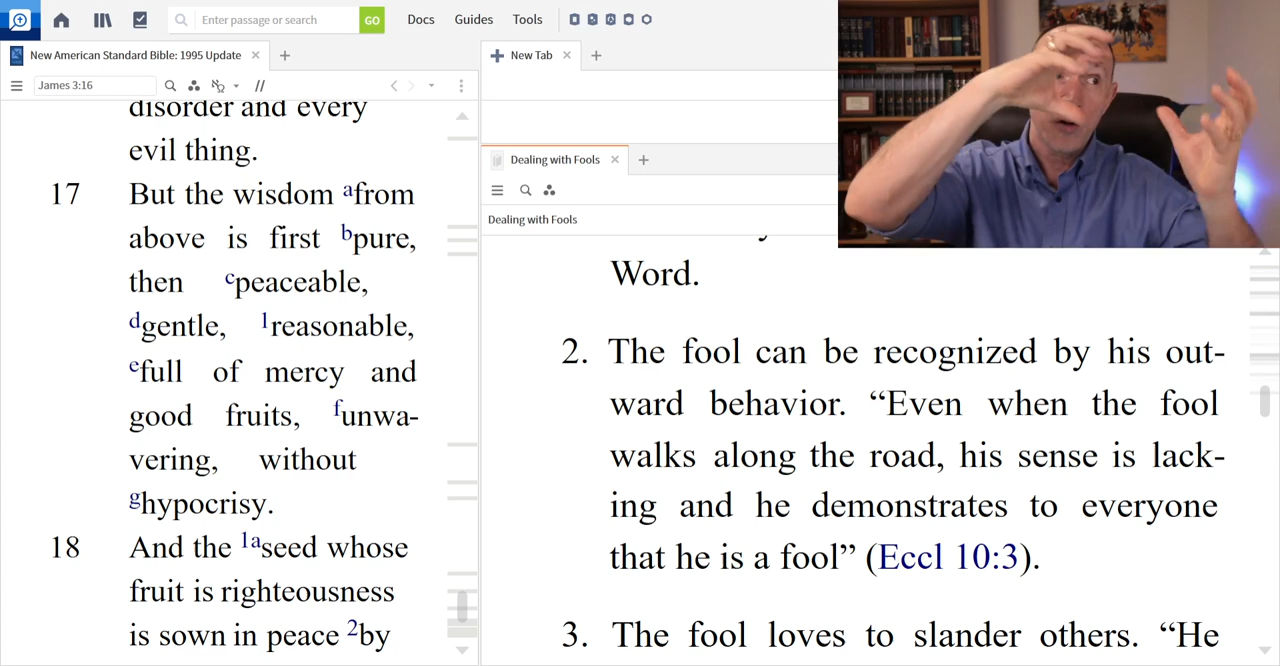 Enter passage or search
GO
Docs
Guides
Tools
New American Standard Bible: 1995 Update
New Tab
James 3:16
disorder and every
evil thing.
17 But the wisdom afrom
above is first bpure,
then cpeaceable,
dgentle, 1reasonable,
efull of mercy and
good fruits, funwa-
vering, without
ghypocrisy.
18 And the 1aseed whose
fruit is righteousness
is sown in peace 2by
Dealing with Fools
Dealing with Fools
Word.
2. The fool can be recognized by his out-
ward behavior. “Even when the fool
walks along the road, his sense is lack-
ing and he demonstrates to everyone
that he is a fool” (Eccl 10:3).
3. The fool loves to slander others. “He